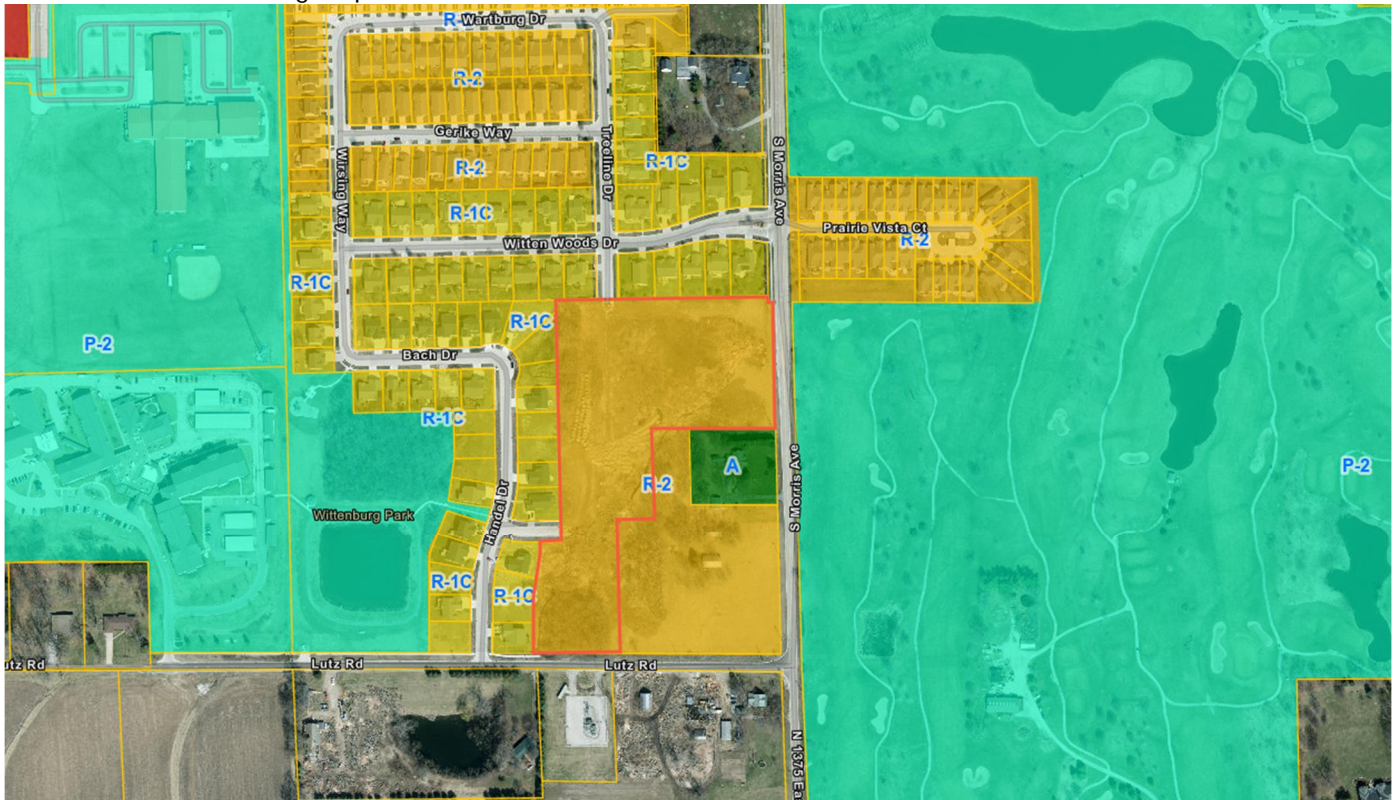 R-
Wartburg Dr
R-2
Gerike Way
Treeline Dr
S Morris Ave
Wirsing Way
R-2
R-1C
R-1C
Witten Woods Dr
Prairie Vista Ct
R-2
R-1C
R-1C
P-2
Bach Dr
R-1C
S Morris Ave
A
P-2
R-2
Handel Dr
Wittenburg Park
R-1C
R-1C
utz Rd
Lutz Rd
Lutz Rd
N 1375 Ea